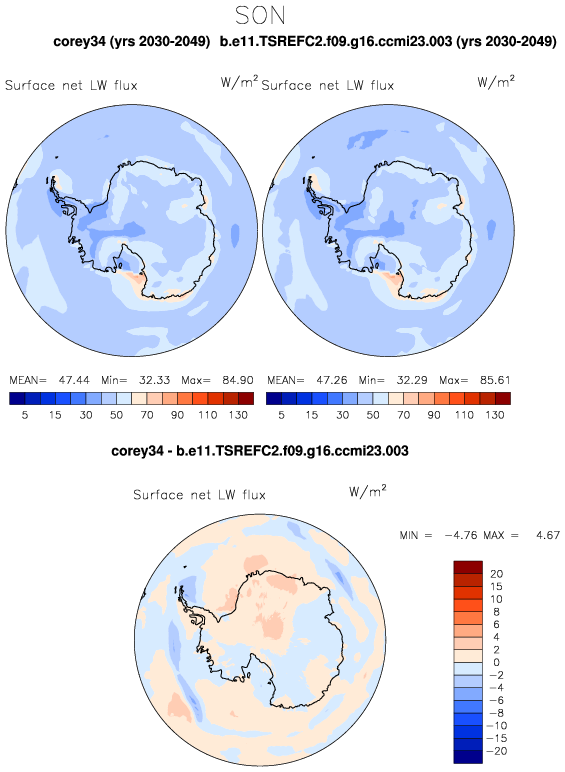 SON
corey34 (yrs 2030-2049) b.e11.TSREFC2.f09.g16.ccmi23.003 (yrs 2030-2049)
Surface net LW flux W/m² Surface net LW flux W/m²
MEAN= 47.44 Min= 32.33 Max= 84.90 MEAN= 47.26 Min= 32.29 Max= 85.61
5 15 30 50 70 90 110 130 5 15 30 50 70 90 110 130
corey34 - b.e11.TSREFC2.f09.g16.ccmi23.003
Surface net LW flux W/m²
MIN = -4.76 MAX = 4.67
20
15
10
8
6
4
2
0
-2
-4
-6
-8
-10
-15
-20